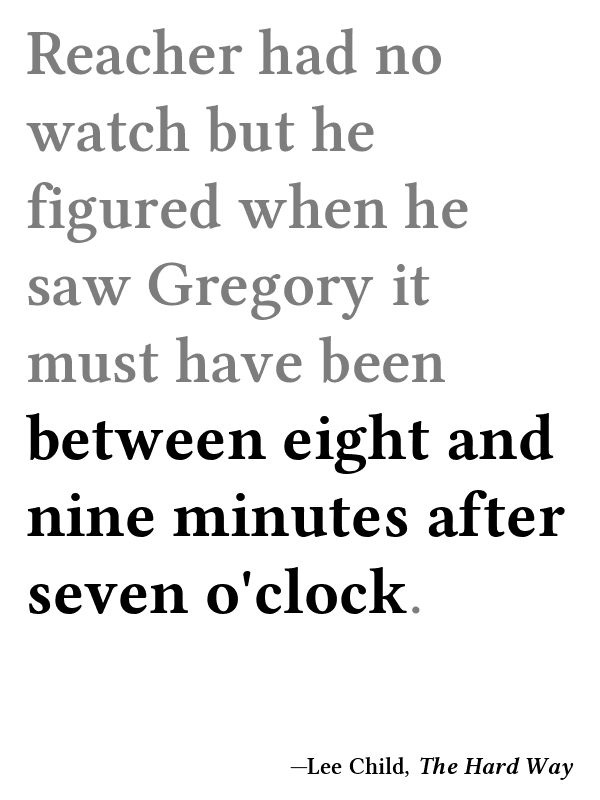 Reacher had no
watch but he
figured when he
saw Gregory it
must have been
between eight and
nine minutes after
seven o'clock.
—Lee Child, The Hard Way